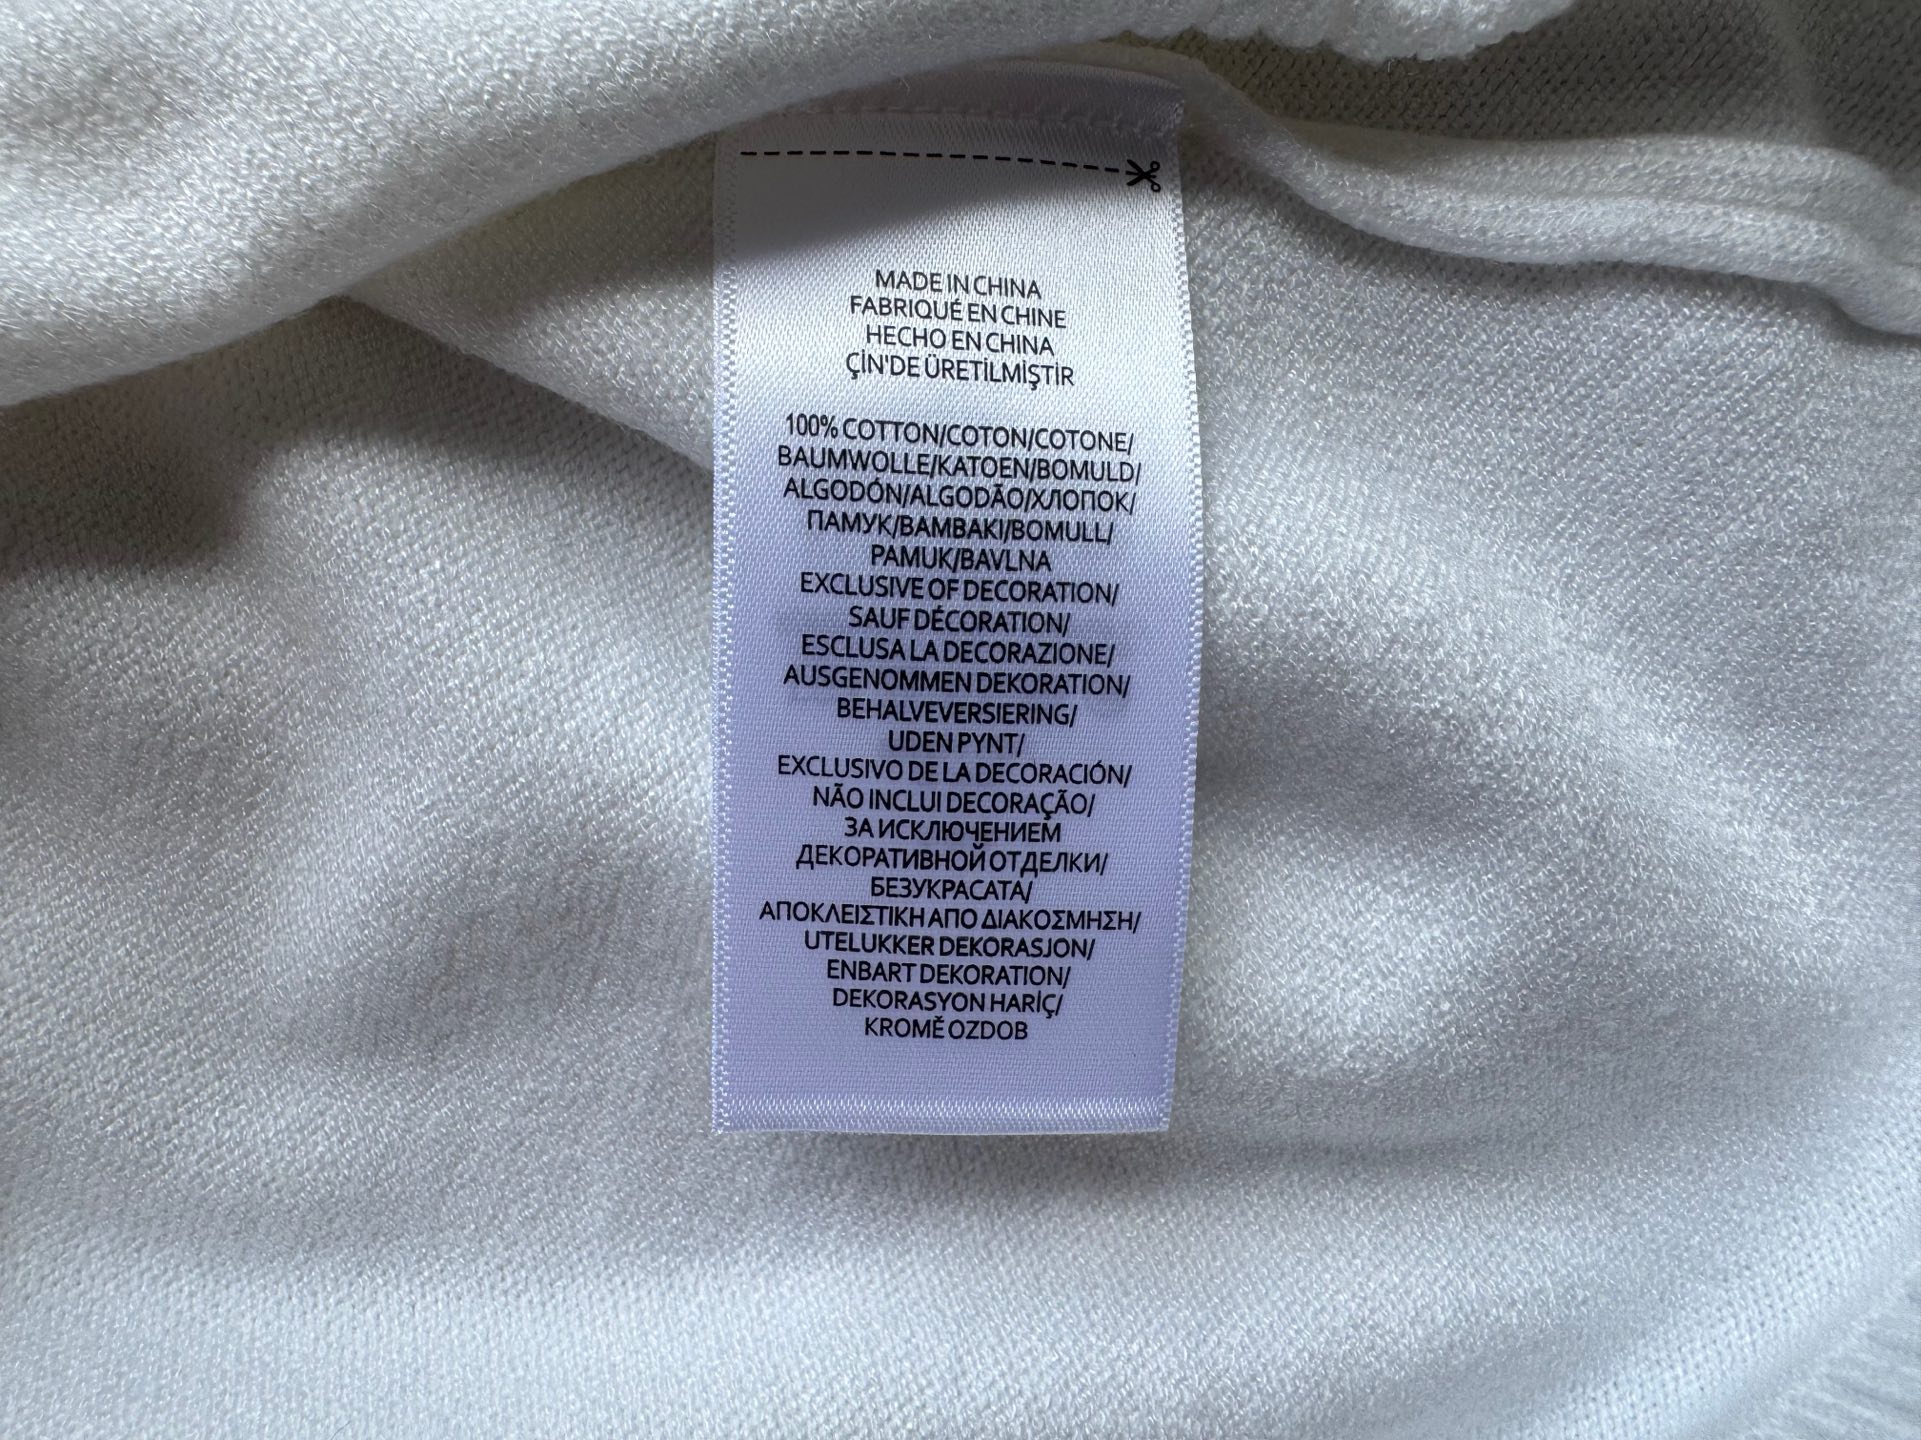 MADE IN CHINA
FABRIQUÉ EN CHINE
HECHO EN CHINA
ÇİN'DE ÜRETİLMİŞTİR
100% COTTON/COTON/COTONE/
BAUMWOLLE/KATOEN/BOMULD/
ALGODÓN/ALGODÃO/ХЛОПОК/
ПАМУК/BAMBAKI/BOMULL/
PAMUK/BAVLNA
EXCLUSIVE OF DECORATION/
SAUF DÉCORATION/
ESCLUSA LA DECORAZIONE/
AUSGENOMMEN DEKORATION/
BEHALVEVERSIERING/
UDEN PYNT/
EXCLUSIVO DE LA DECORACIÓN/
NÃO INCLUI DECORAÇÃO/
ЗА ИСКЛЮЧЕНИЕМ
ДЕКОРАТИВНОЙ ОТДЕЛКИ/
БЕЗУКРАСАТА/
ΑΠΟΚΛΕΙΣΤΙΚΗ ΑΠΟ ΔΙΑΚΟΣΜΗΣΗ/
UTELUKKER DEKORASJON/
ENBART DEKORATION/
DEKORASYON HARİÇ/
KROMĚ OZDOB